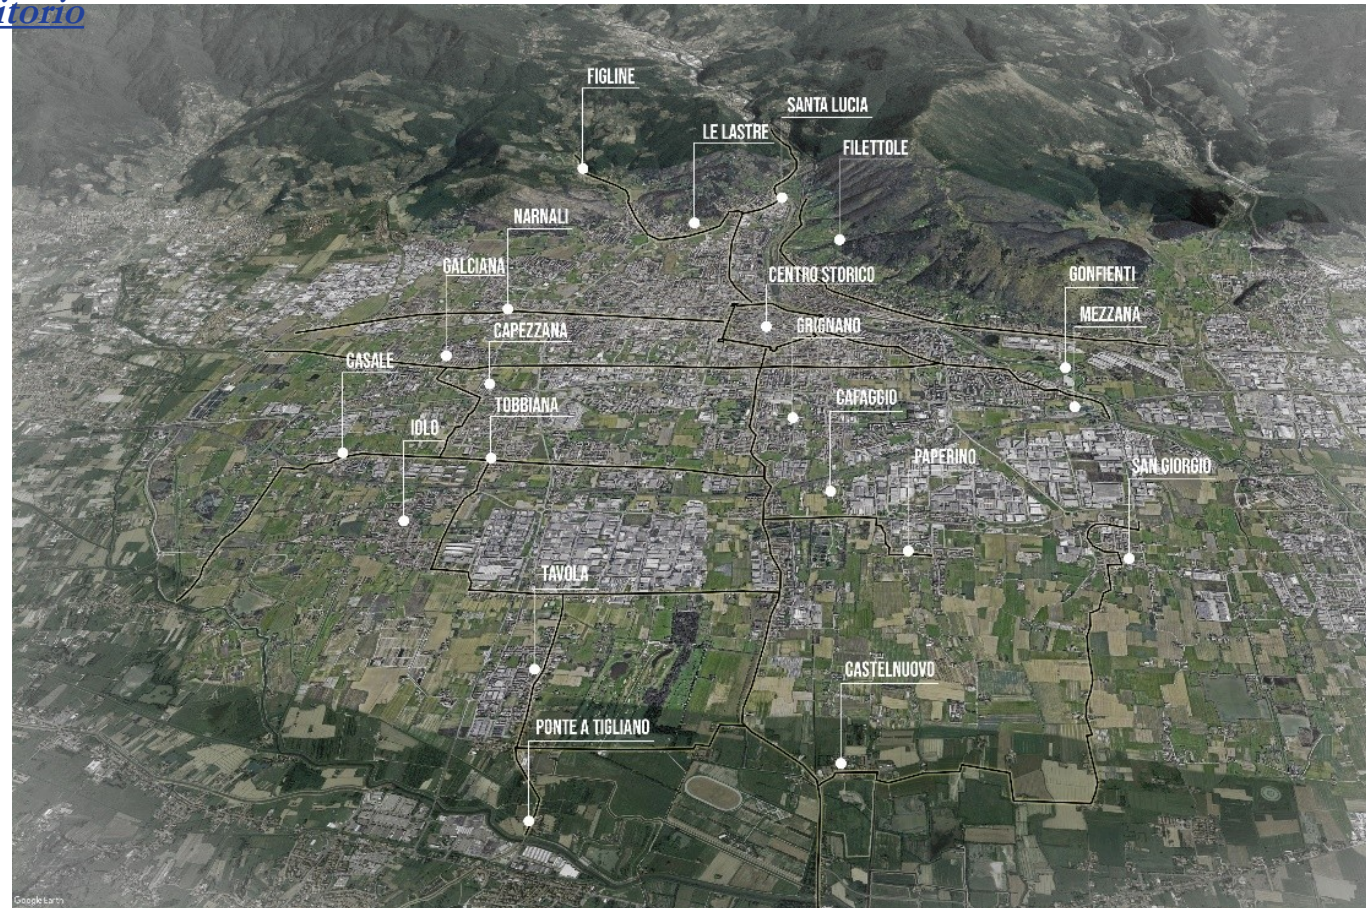 FIGLINE
SANTA LUCIA
LE LASTRE
FILETTOLE
NARNALI
GALCIANA
CENTRO STORICO
GONFIENTI
MEZZANA
GRIGNANO
CAPEZZANA
CASALE
CAFAGGIO
TOBBIANA
IOLO
PAPERINO
SAN GIORGIO
TAVOLA
CASTELNUOVO
PONTE A TIGLIANO
Google Earth